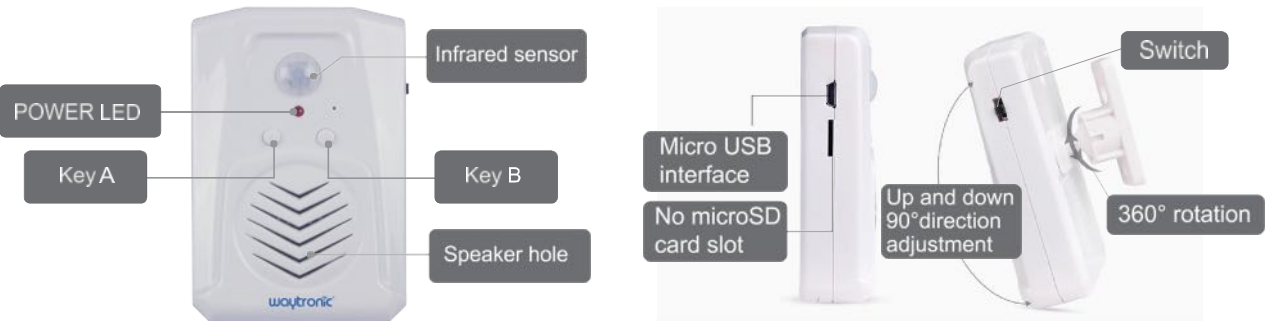 Infrared sensor
POWER LED
Key A
Key B
Speaker hole
waytronic
Switch
Micro USB
interface
No microSD
card slot
Up and down
90°direction
adjustment
360° rotation